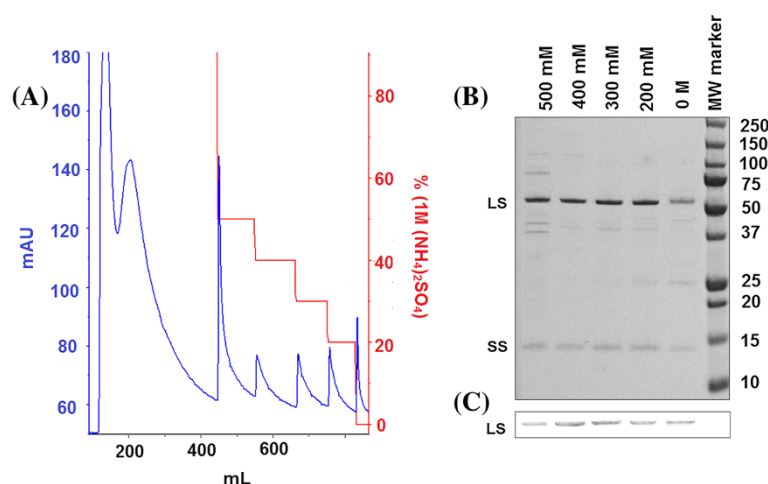 (A)
180
160
140
120
100
80
60
mAU
200
400
600
mL
80
60
40
20
0
% (1M (NH₄)₂SO₄)
(B)
500 mM
400 mM
300 mM
200 mM
0 M
MW marker
LS
SS
250
150
100
75
50
37
25
20
15
10
(C)
LS